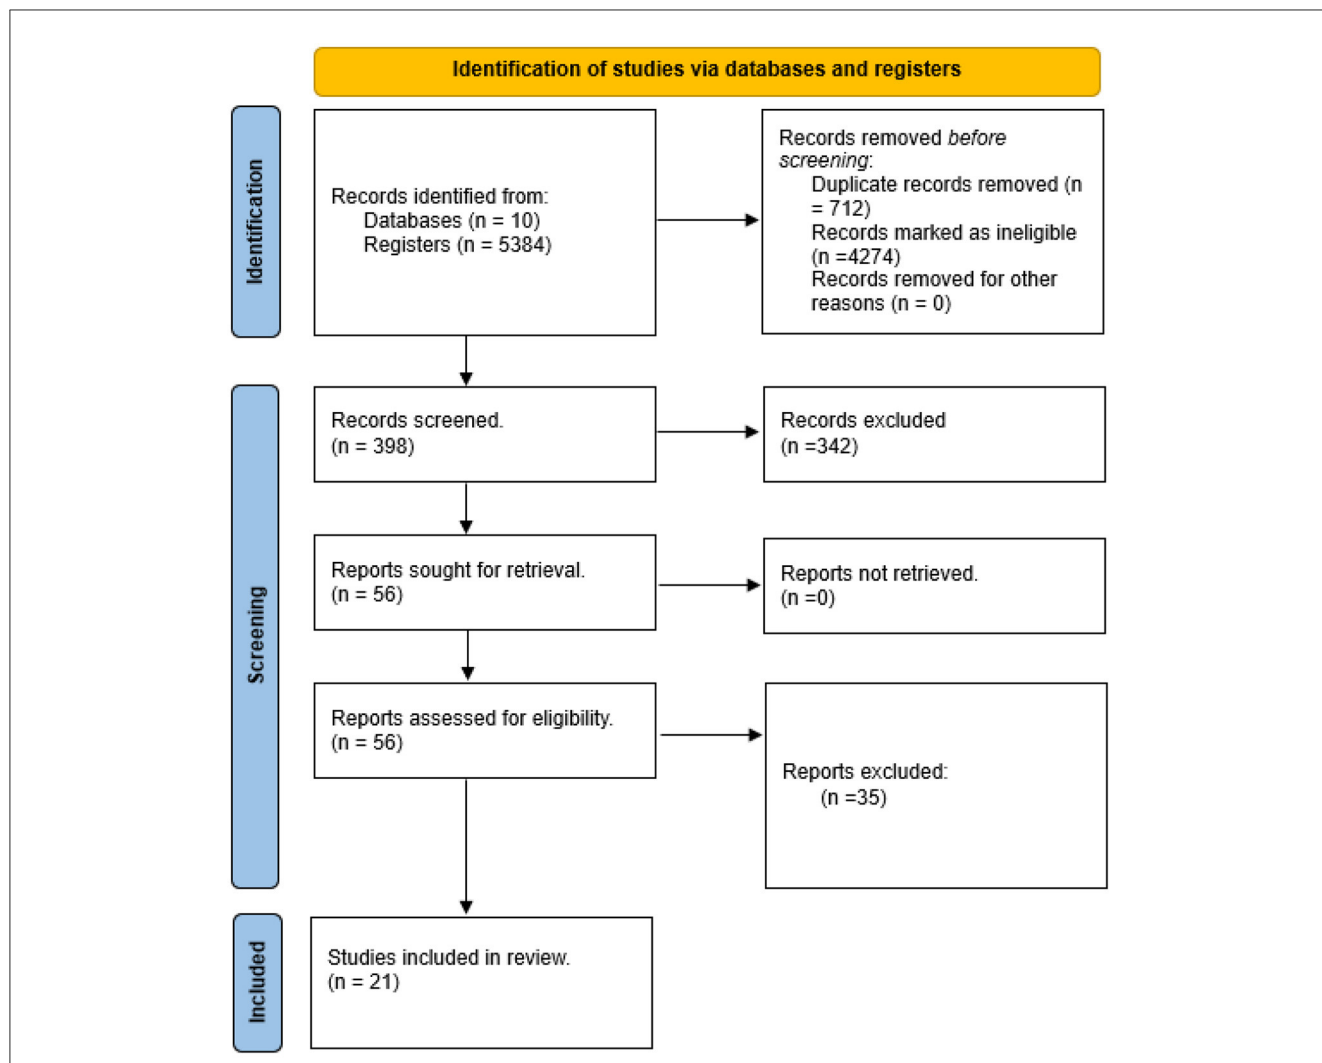 Identification of studies via databases and registers
Identification
Records identified from:
Databases (n = 10)
Registers (n = 5384)
Records removed before
screening:
Duplicate records removed (n
= 712)
Records marked as ineligible
(n =4274)
Records removed for other
reasons (n = 0)
Screening
Records screened.
(n = 398)
Records excluded
(n =342)
Reports sought for retrieval.
(n = 56)
Reports not retrieved.
(n =0)
Reports assessed for eligibility.
(n = 56)
Reports excluded:
(n =35)
Included
Studies included in review.
(n = 21)